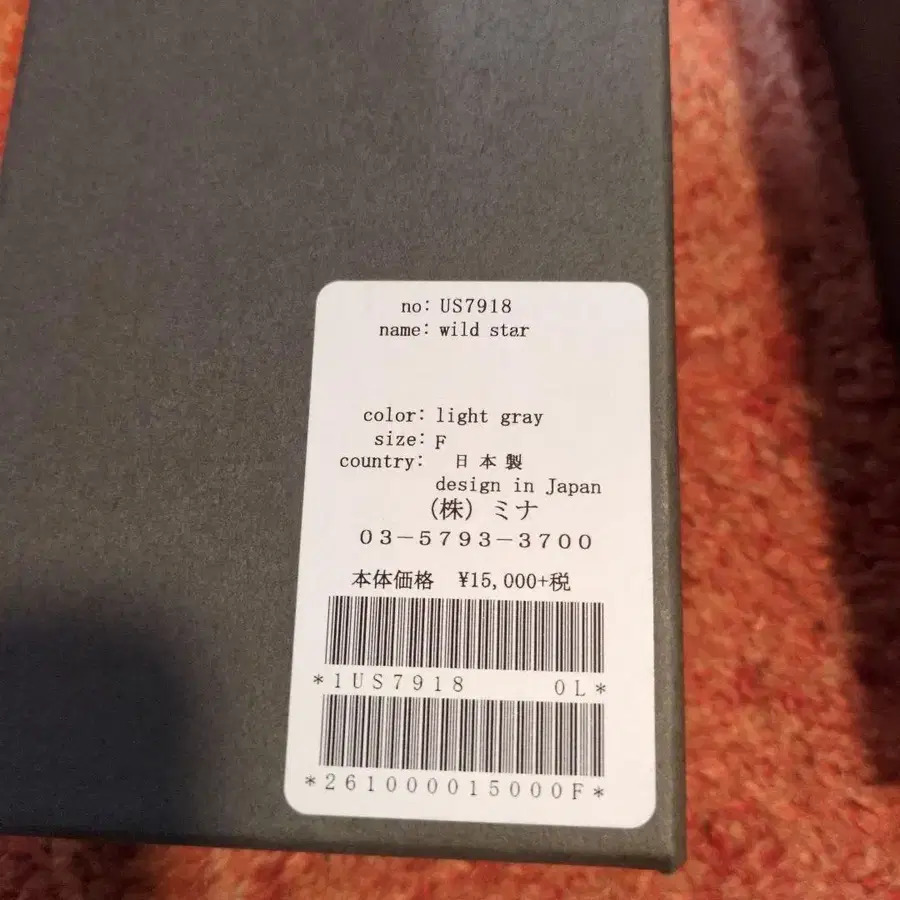 no: US7918
name: wild star
color: light gray
size: F
country: 日本製
design in Japan
(株) ミナ
03-5793-3700
本体価格 ¥15,000+税
*1US7918 0L*
*261000015000F*